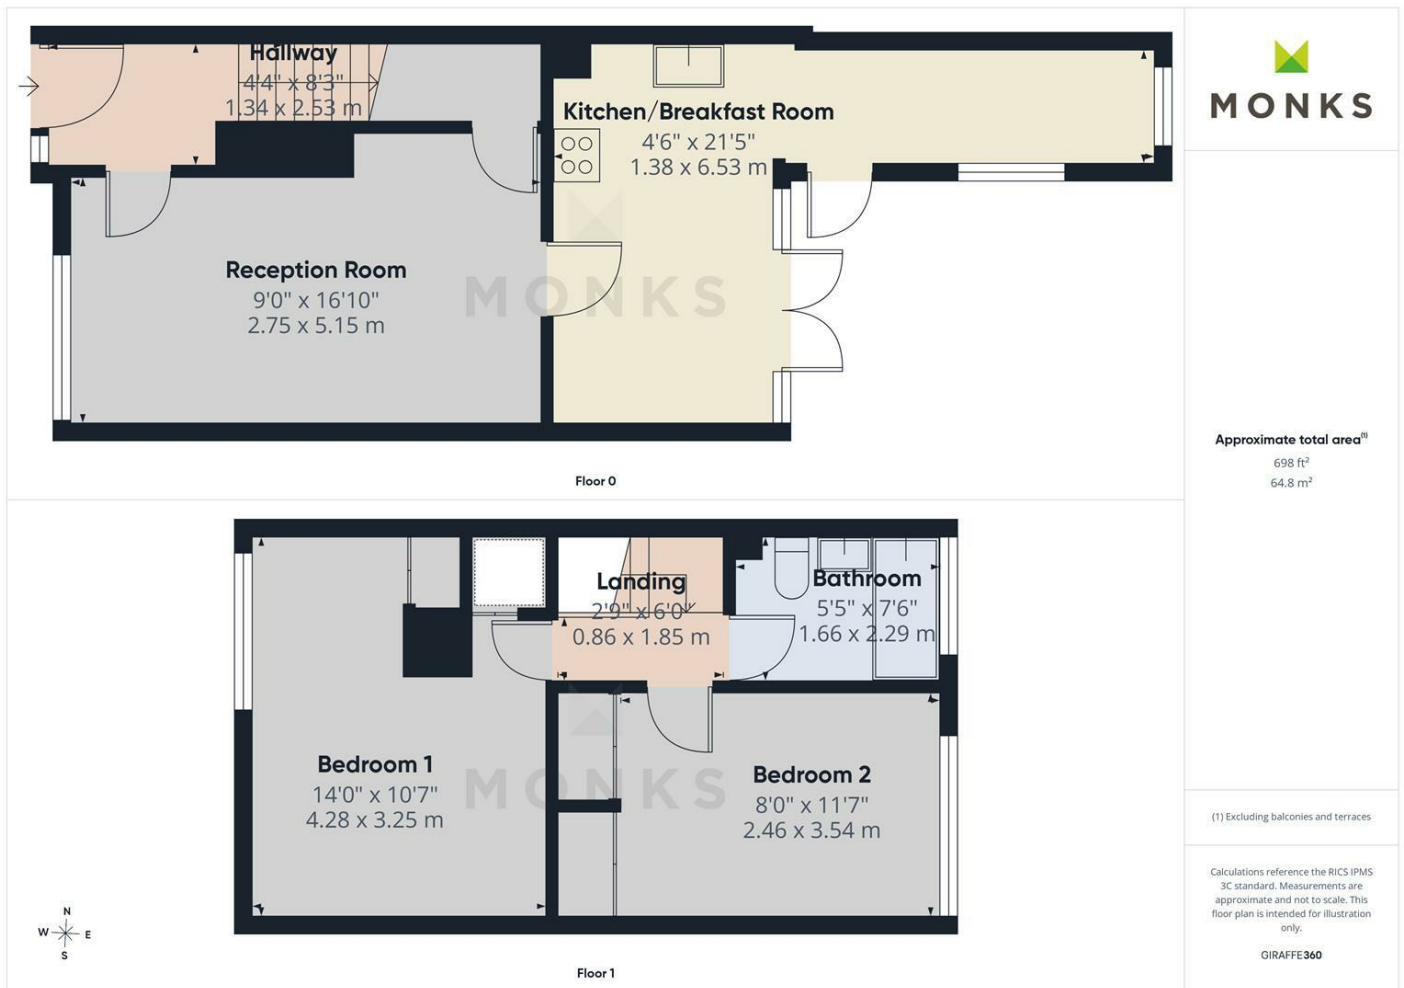 Hallway
4'4" x 8'3"
1.34 x 2.53 m
Kitchen/Breakfast Room
4'6" x 21'5"
1.38 x 6.53 m
Reception Room
9'0" x 16'10"
2.75 x 5.15 m
MONKS
Floor 0
Landing
2'9" x 6'0"
0.86 x 1.85 m
Bathroom
5'5" x 7'6"
1.66 x 2.29 m
Bedroom 1
14'0" x 10'7"
4.28 x 3.25 m
MONKS
Bedroom 2
8'0" x 11'7"
2.46 x 3.54 m
N
W E
S
Floor 1
MONKS
Approximate total area(1)
698 ft²
64.8 m²
(1) Excluding balconies and terraces
Calculations reference the RICS IPMS
3C standard. Measurements are
approximate and not to scale. This
floor plan is intended for illustration
only.
GIRAFFE360